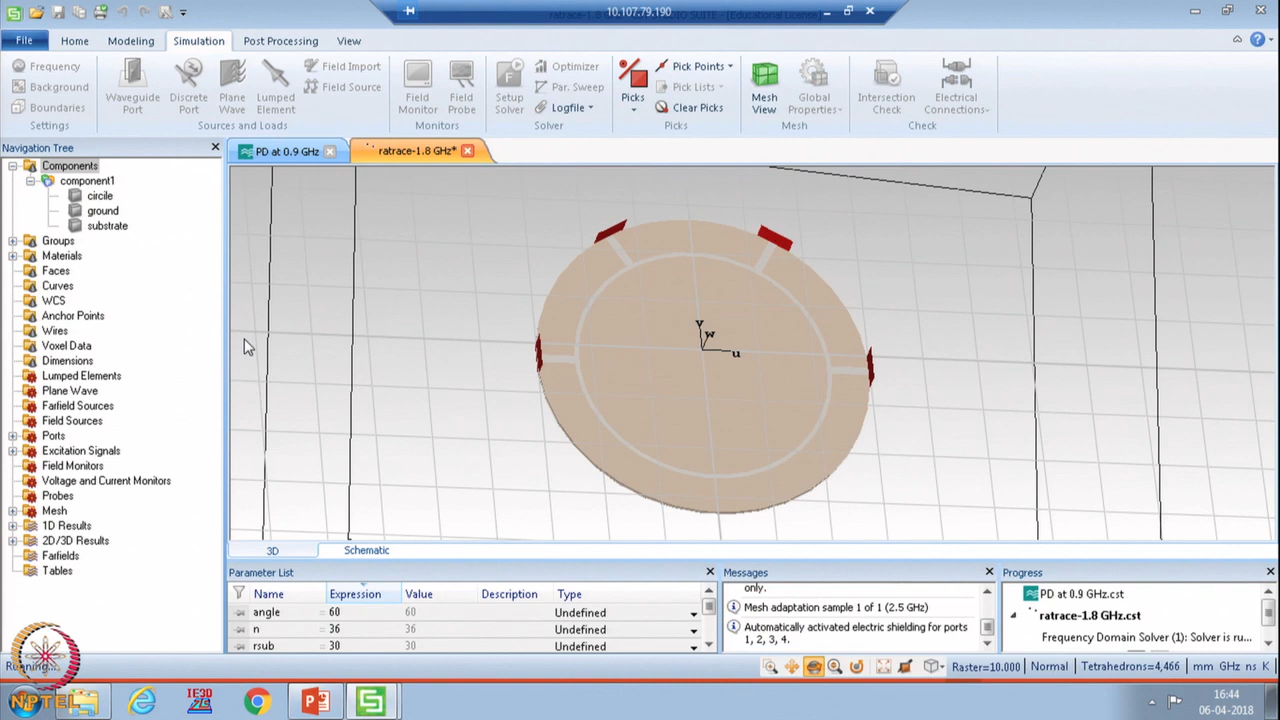 10.107.79.190
File Home Modeling Simulation Post Processing View
Frequency
Background
Boundaries
Settings
Waveguide Port
Discrete Port
Plane Wave
Lumped Element
Field Import
Field Source
Sources and Loads
Field Monitor
Field Probe
Monitors
Setup Solver
Optimizer
Par. Sweep
Logfile
Solver
Picks
Pick Points
Pick Lists
Clear Picks
Picks
Mesh View
Global Properties
Mesh
Intersection Check
Electrical Connections
Check
Navigation Tree
PD at 0.9 GHz
ratrace-1.8 GHz*
Components
component1
circile
ground
substrate
Groups
Materials
Faces
Curves
WCS
Anchor Points
Wires
Voxel Data
Dimensions
Lumped Elements
Plane Wave
Farfield Sources
Field Sources
Ports
Excitation Signals
Field Monitors
Voltage and Current Monitors
Probes
Mesh
1D Results
2D/3D Results
Farfields
Tables
v
w
u
3D Schematic
Parameter List
Name Expression Value Description Type
angle = 60 60 Undefined
n = 36 36 Undefined
rsub = 30 30 Undefined
Messages
only.
Mesh adaptation sample 1 of 1 (2.5 GHz)
Automatically activated electric shielding for ports
1, 2, 3, 4.
Progress
PD at 0.9 GHz.cst
ratrace-1.8 GHz.cst
Frequency Domain Solver (1): Solver is ru...
Running...
Raster=10.000 Normal Tetrahedrons=4,466 mm GHz ns K
NPTEL
IE3D
16:44
06-04-2018